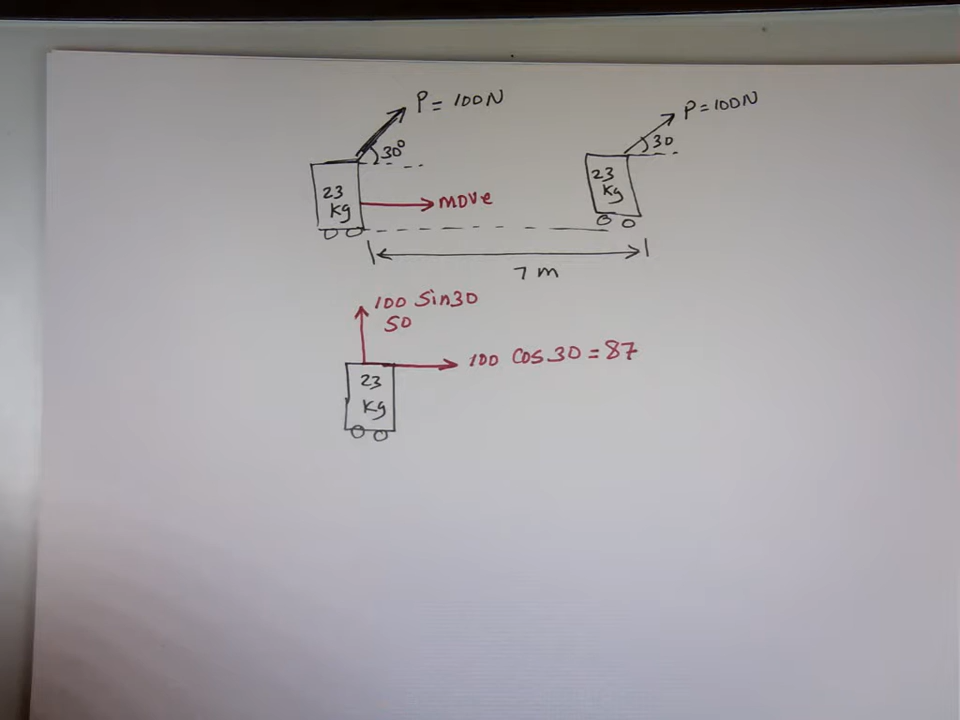 P = 100N
30°
23
kg
move
7 m
P = 100N
30
23
kg
100 Sin30
50
100 Cos 30 = 87
23
kg